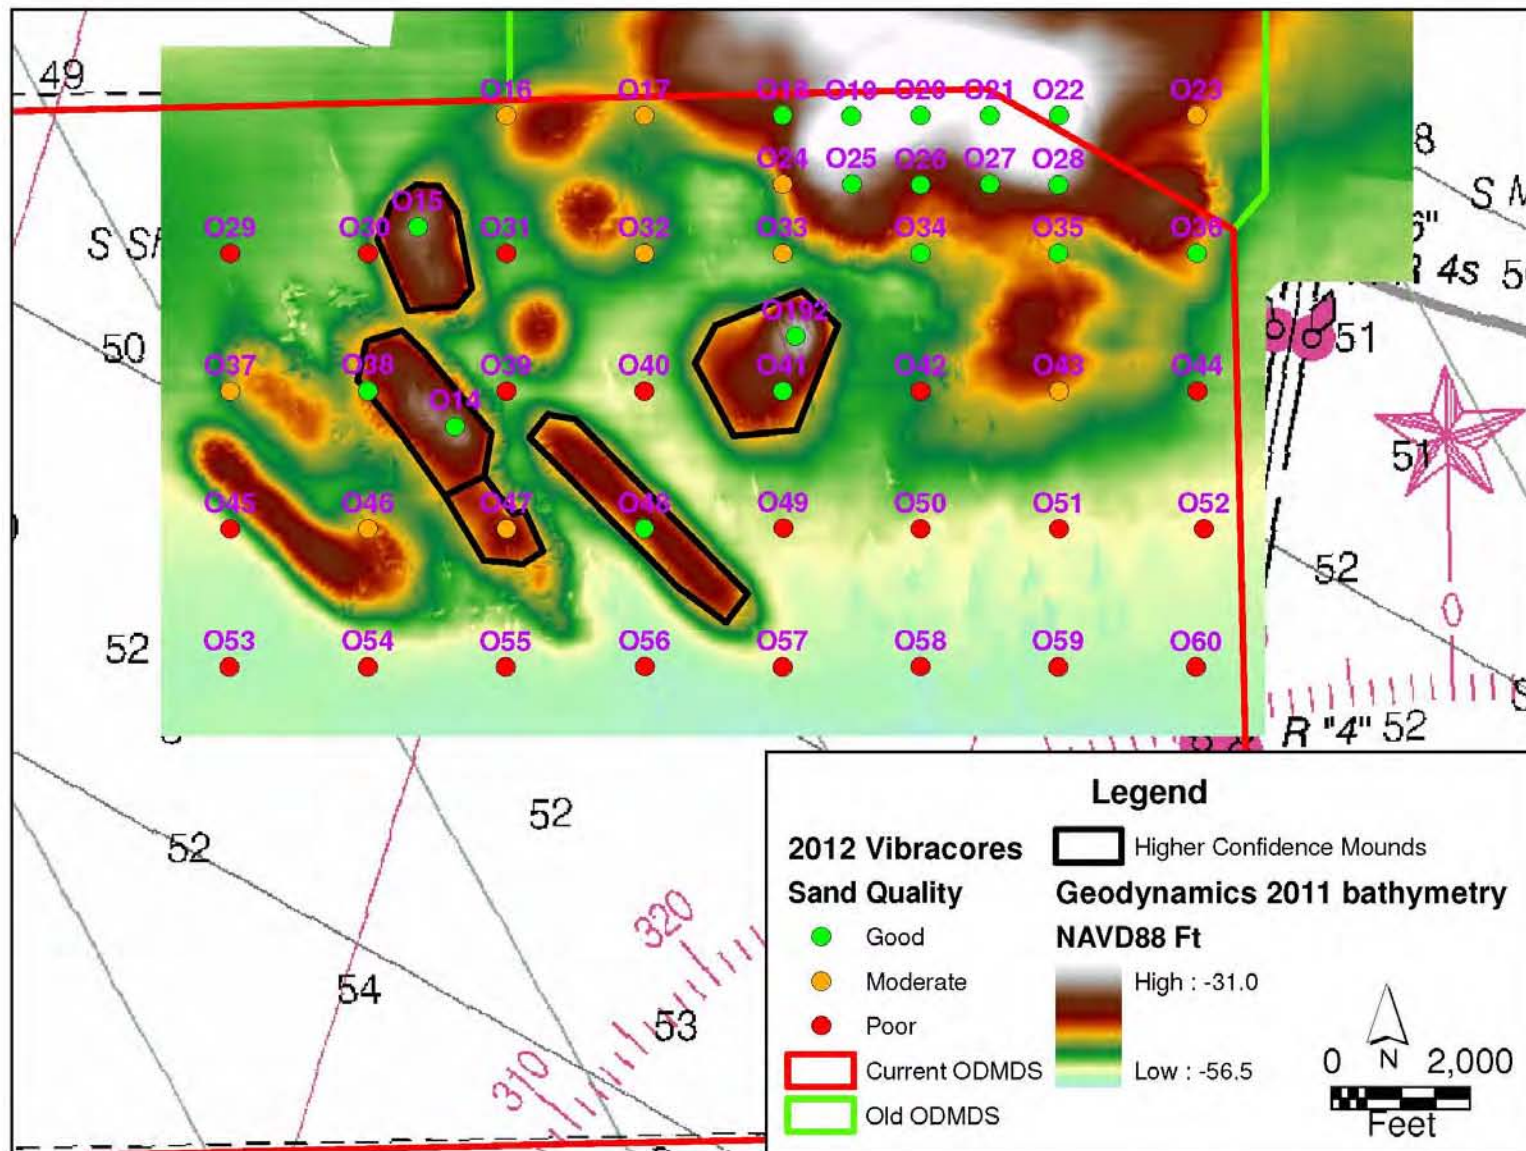 49
O16 O17 O18 O19 O20 O21 O22 O23
8
O24 O25 O26 O27 O28
S M
O15
O29 O30 O31 O32 O33 O34 O35 O36
6"
S SH
R 4s 5
O192
50
51
O37 O38 O39 O40 O41 O42 O43 O44
O14
51
O45 O46 O47 O48 O49 O50 O51 O52
52
0
O53 O54 O55 O56 O57 O58 O59 O60
52
R "4" 52
52
52
54
53
320
310
Legend
2012 Vibracores
Sand Quality
Good
Moderate
Poor
Current ODMDS
Old ODMDS
Higher Confidence Mounds
Geodynamics 2011 bathymetry
NAVD88 Ft
High : -31.0
Low : -56.5
N
0 2,000
Feet